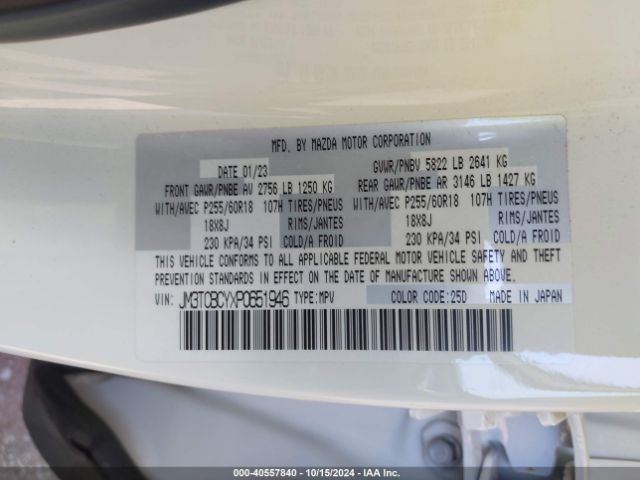 MFD. BY MAZDA MOTOR CORPORATION
DATE 01/23 GVWR/PNBV 5822 LB 2641 KG
FRONT GAWR/PNBE AV 2756 LB 1250 KG REAR GAWR/PNBE AR 3146 LB 1427 KG
WITH/AVEC P255/60R18 107H TIRES/PNEUS WITH/AVEC P255/60R18 107H TIRES/PNEUS
18X8J RIMS/JANTES 18X8J RIMS/JANTES
230 KPA/34 PSI COLD/A FROID 230 KPA/34 PSI COLD/A FROID
THIS VEHICLE CONFORMS TO ALL APPLICABLE FEDERAL MOTOR VEHICLE SAFETY AND THEFT
PREVENTION STANDARDS IN EFFECT ON THE DATE OF MANUFACTURE SHOWN ABOVE.
VIN: JM3TCBCYXP0651946 TYPE:MPV COLOR CODE:25D MADE IN JAPAN
000-40557840 - 10/15/2024 - IAA Inc.